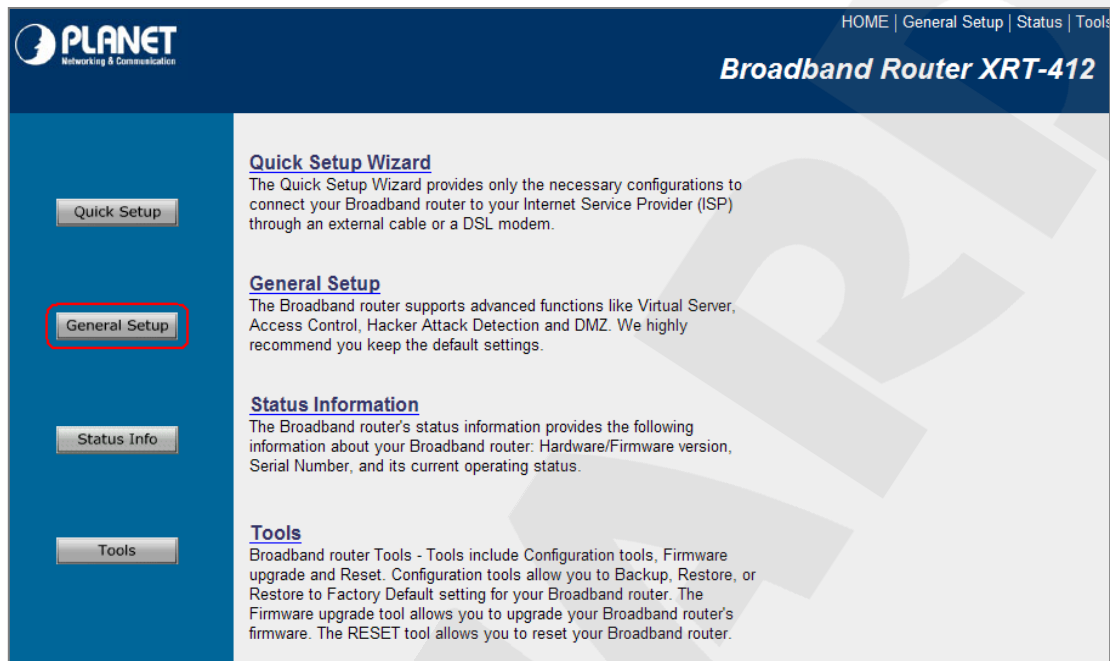 PLANET
Networking & Communication
HOME | General Setup | Status | Tools
Broadband Router XRT-412
Quick Setup
General Setup
Status Info
Tools
Quick Setup Wizard
The Quick Setup Wizard provides only the necessary configurations to
connect your Broadband router to your Internet Service Provider (ISP)
through an external cable or a DSL modem.
General Setup
The Broadband router supports advanced functions like Virtual Server,
Access Control, Hacker Attack Detection and DMZ. We highly
recommend you keep the default settings.
Status Information
The Broadband router's status information provides the following
information about your Broadband router: Hardware/Firmware version,
Serial Number, and its current operating status.
Tools
Broadband router Tools - Tools include Configuration tools, Firmware
upgrade and Reset. Configuration tools allow you to Backup, Restore, or
Restore to Factory Default setting for your Broadband router. The
Firmware upgrade tool allows you to upgrade your Broadband router's
firmware. The RESET tool allows you to reset your Broadband router.